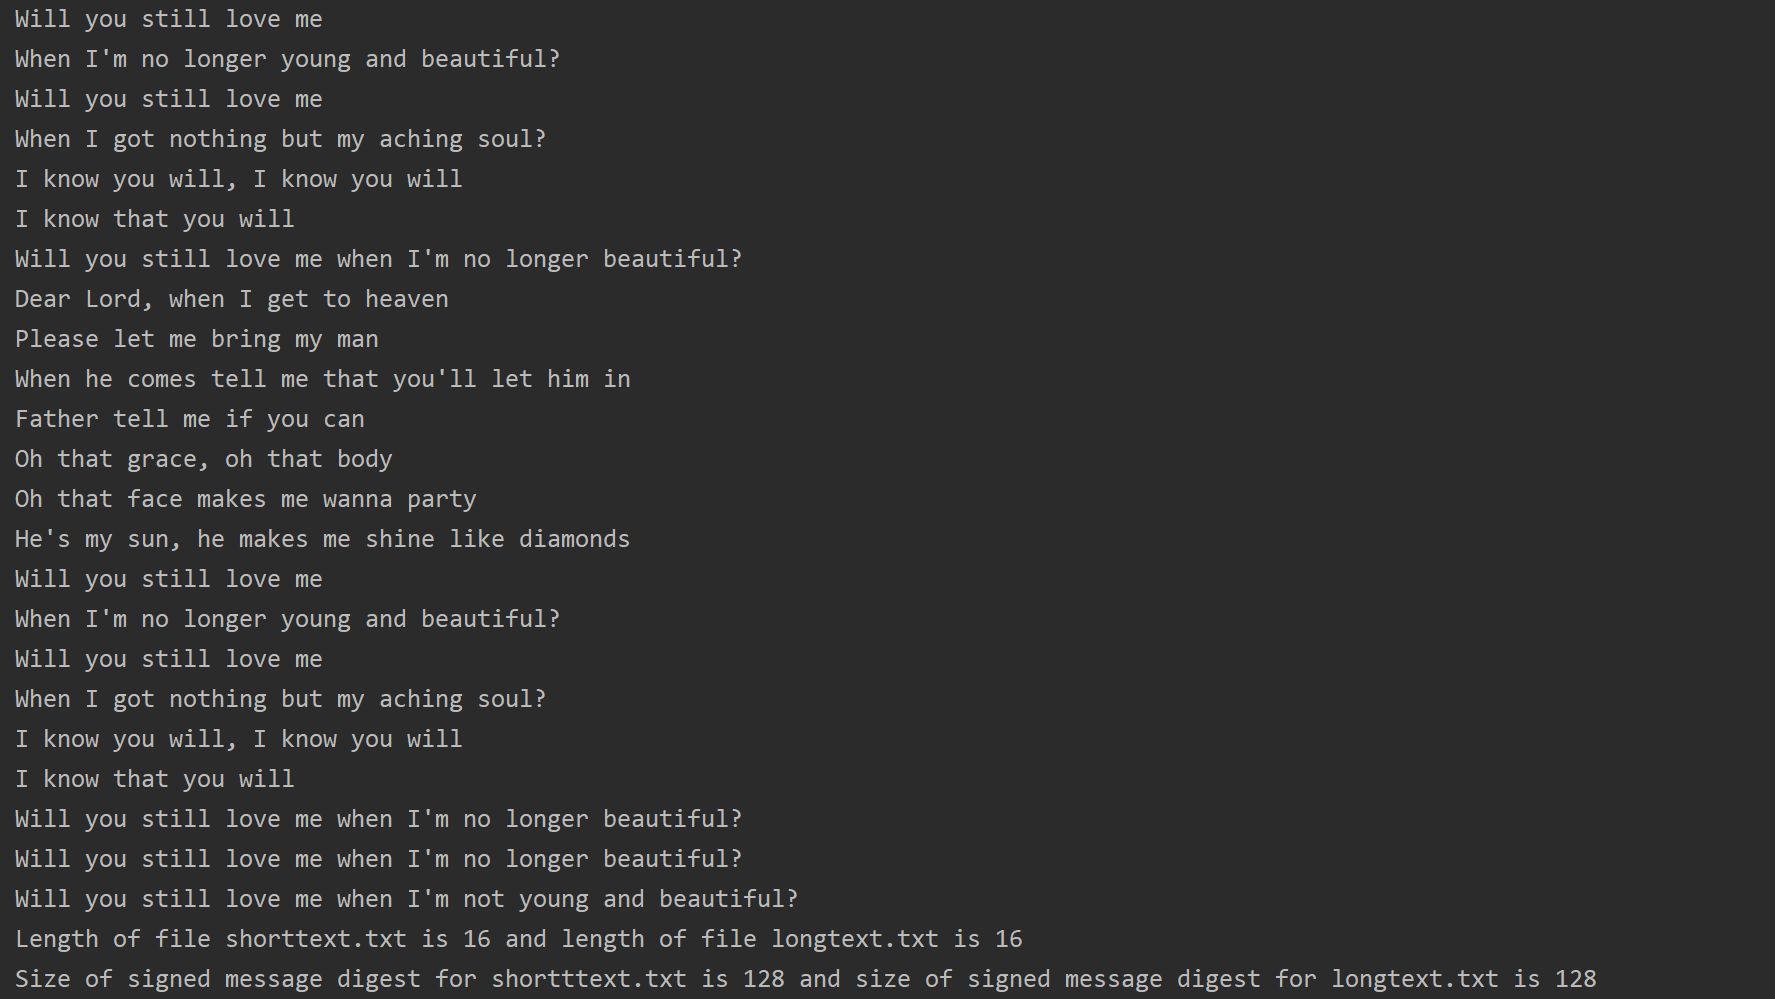 Will you still love me
When I'm no longer young and beautiful?
Will you still love me
When I got nothing but my aching soul?
I know you will, I know you will
I know that you will
Will you still love me when I'm no longer beautiful?
Dear Lord, when I get to heaven
Please let me bring my man
When he comes tell me that you'll let him in
Father tell me if you can
Oh that grace, oh that body
Oh that face makes me wanna party
He's my sun, he makes me shine like diamonds
Will you still love me
When I'm no longer young and beautiful?
Will you still love me
When I got nothing but my aching soul?
I know you will, I know you will
I know that you will
Will you still love me when I'm no longer beautiful?
Will you still love me when I'm no longer beautiful?
Will you still love me when I'm not young and beautiful?
Length of file shorttext.txt is 16 and length of file longtext.txt is 16
Size of signed message digest for shortttext.txt is 128 and size of signed message digest for longtext.txt is 128